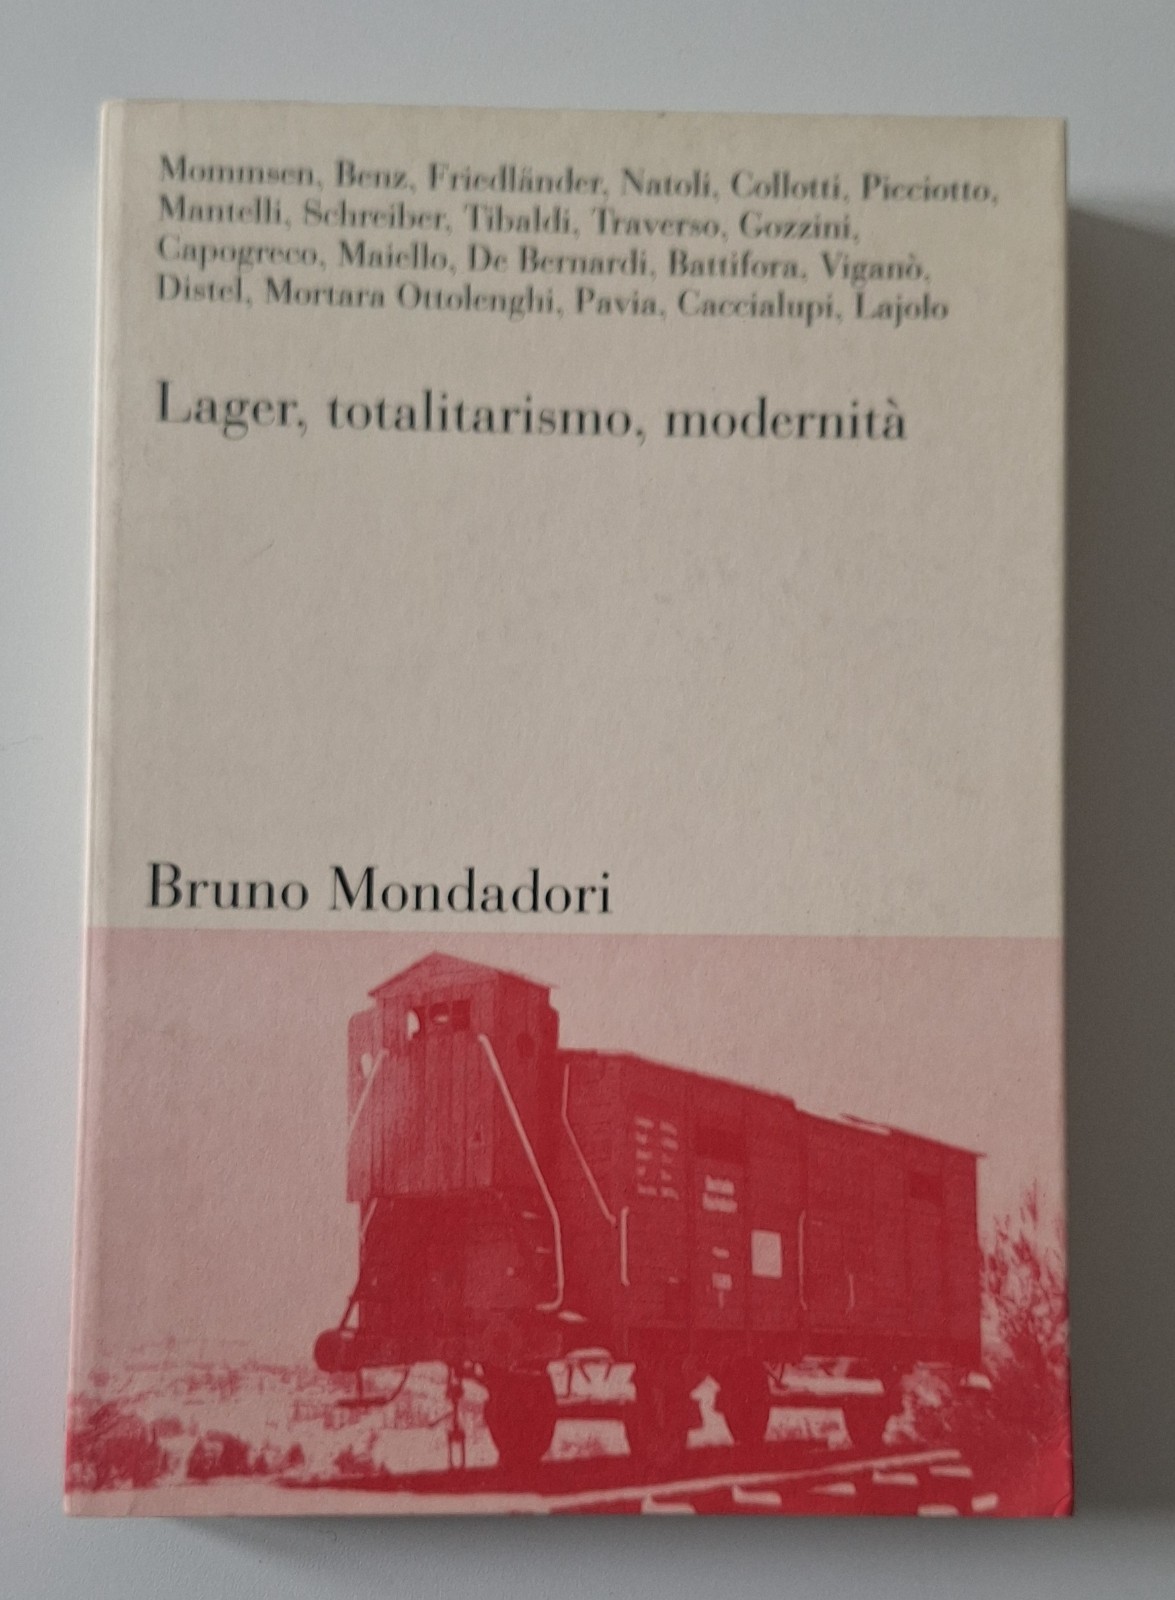 Mommsen, Benz, Friedländer, Natoli, Collotti, Picciotto,
Mantelli, Schreiber, Tibaldi, Traverso, Gozzini,
Capogreco, Maiello, De Bernardi, Battifora, Viganò,
Distel, Mortara Ottolenghi, Pavia, Caccialupi, Lajolo
Lager, totalitarismo, modernità
Bruno Mondadori